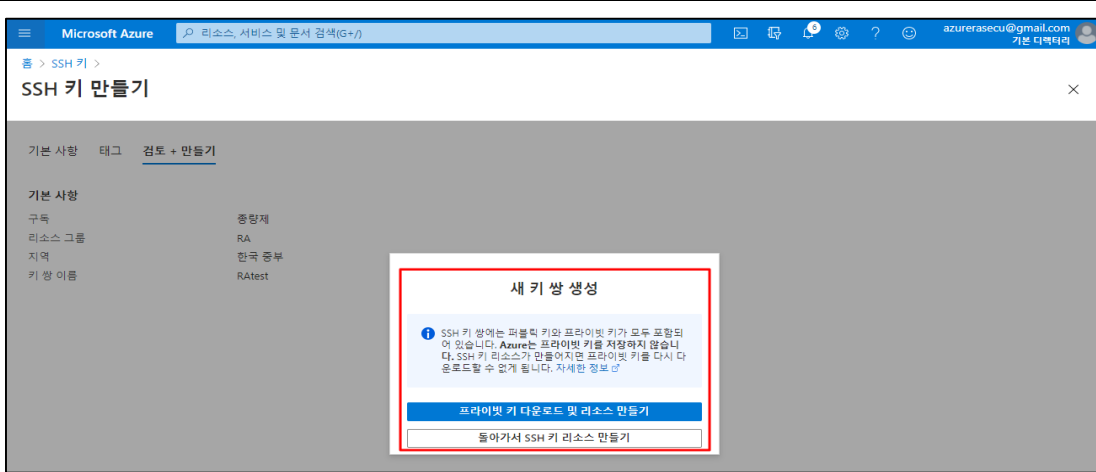 Microsoft Azure
리소스, 서비스 및 문서 검색(G+/)
6
azurerasecu@gmail.com
기본 디렉터리
홈 > SSH 키 >
SSH 키 만들기
기본 사항 태그 검토 + 만들기
기본 사항
구독 종량제
리소스 그룹 RA
지역 한국 중부
키 쌍 이름 RAtest
새 키 쌍 생성
SSH 키 쌍에는 퍼블릭 키와 프라이빗 키가 모두 포함되
어 있습니다. Azure는 프라이빗 키를 저장하지 않습니
다. SSH 키 리소스가 만들어지면 프라이빗 키를 다시 다
운로드할 수 없게 됩니다. 자세한 정보
프라이빗 키 다운로드 및 리소스 만들기
돌아가서 SSH 키 리소스 만들기